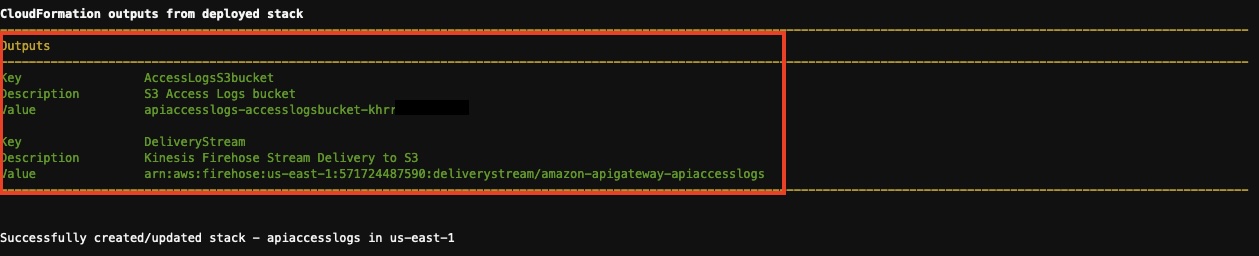 CloudFormation outputs from deployed stack
Outputs
Key AccessLogsS3bucket
Description S3 Access Logs bucket
Value apiaccesslogs-accesslogsbucket-khrr
Key DeliveryStream
Description Kinesis Firehose Stream Delivery to S3
Value arn:aws:firehose:us-east-1:571724487590:deliverystream/amazon-apigateway-apiaccesslogs
Successfully created/updated stack - apiaccesslogs in us-east-1